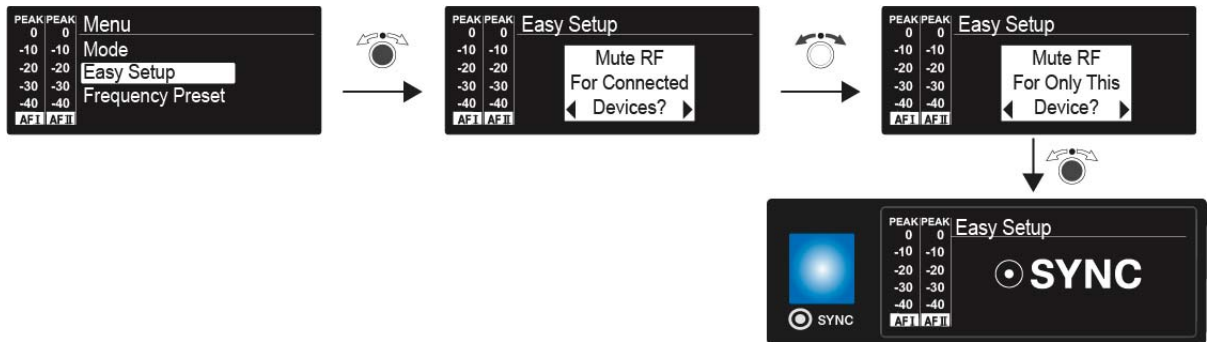 PEAK PEAK Menu
0 0
-10 -10 Mode
-20 -20 Easy Setup
-30 -30 Frequency Preset
-40 -40
AF I AF II
PEAK PEAK Easy Setup
0 0
-10 -10 Mute RF
-20 -20 For Connected
-30 -30 Devices?
-40 -40
AF I AF II
PEAK PEAK Easy Setup
0 0
-10 -10 Mute RF
-20 -20 For Only This
-30 -30 Device?
-40 -40
AF I AF II
SYNC
PEAK PEAK Easy Setup
0 0
-10 -10
-20 -20 SYNC
-30 -30
-40 -40
AF I AF II